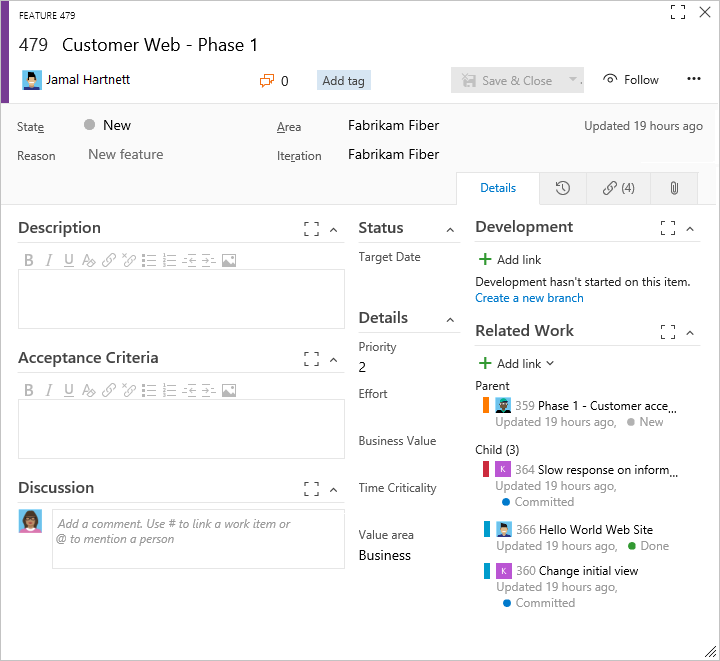 FEATURE 479
479 Customer Web - Phase 1
Jamal Hartnett
0
Add tag
Save & Close
Follow
State
New
Area
Fabrikam Fiber
Updated 19 hours ago
Reason
New feature
Iteration
Fabrikam Fiber
Details
(4)
Description
B I U
Acceptance Criteria
B I U
Discussion
Add a comment. Use # to link a work item or
@ to mention a person
Status
Target Date
Details
Priority
2
Effort
Business Value
Time Criticality
Value area
Business
Development
Add link
Development hasn't started on this item.
Create a new branch
Related Work
Add link
Parent
359 Phase 1 - Customer acce...
Updated 19 hours ago, New
Child (3)
K 364 Slow response on inform...
Updated 19 hours ago,
Committed
366 Hello World Web Site
Updated 19 hours ago, Done
K 360 Change initial view
Updated 19 hours ago,
Committed